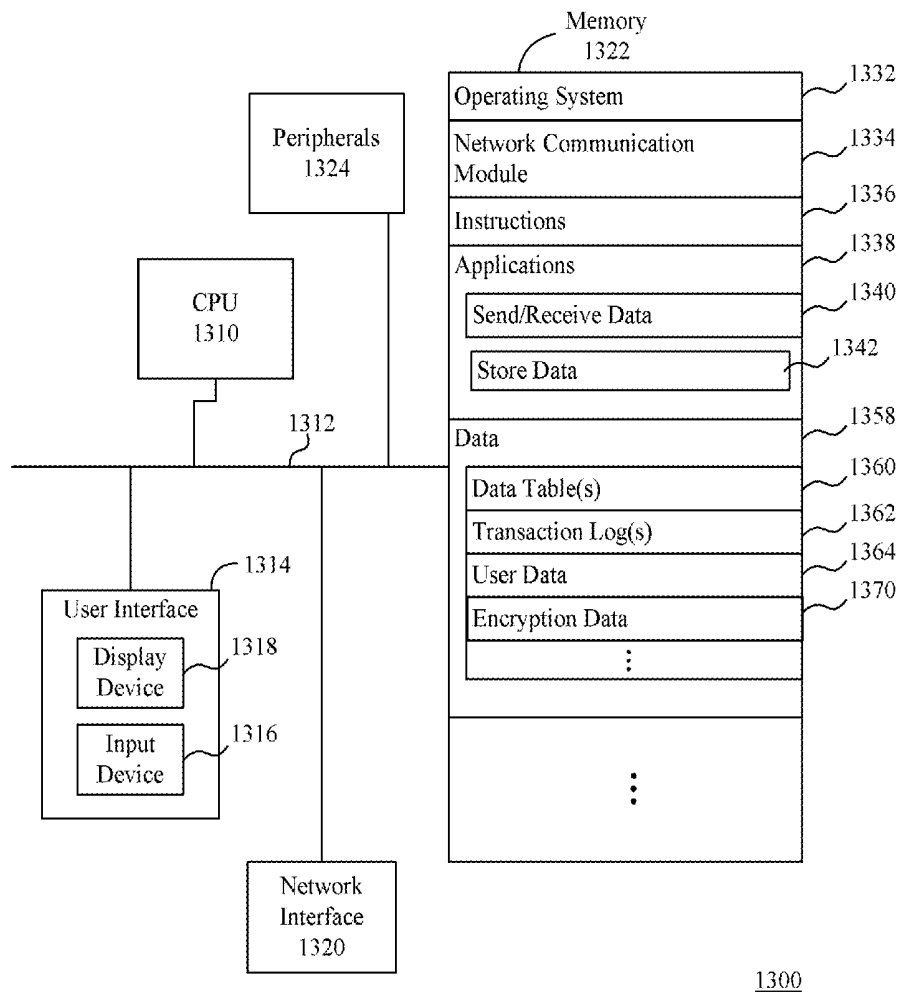 Memory
1322
Operating System
1332
Network Communication
Module
1334
Instructions
1336
Applications
1338
Send/Receive Data
1340
Store Data
1342
Data
1358
Data Table(s)
1360
Transaction Log(s)
1362
User Data
1364
Encryption Data
1370
Peripherals
1324
CPU
1310
1312
1314
User Interface
Display
Device
1318
Input
Device
1316
Network
Interface
1320
1300